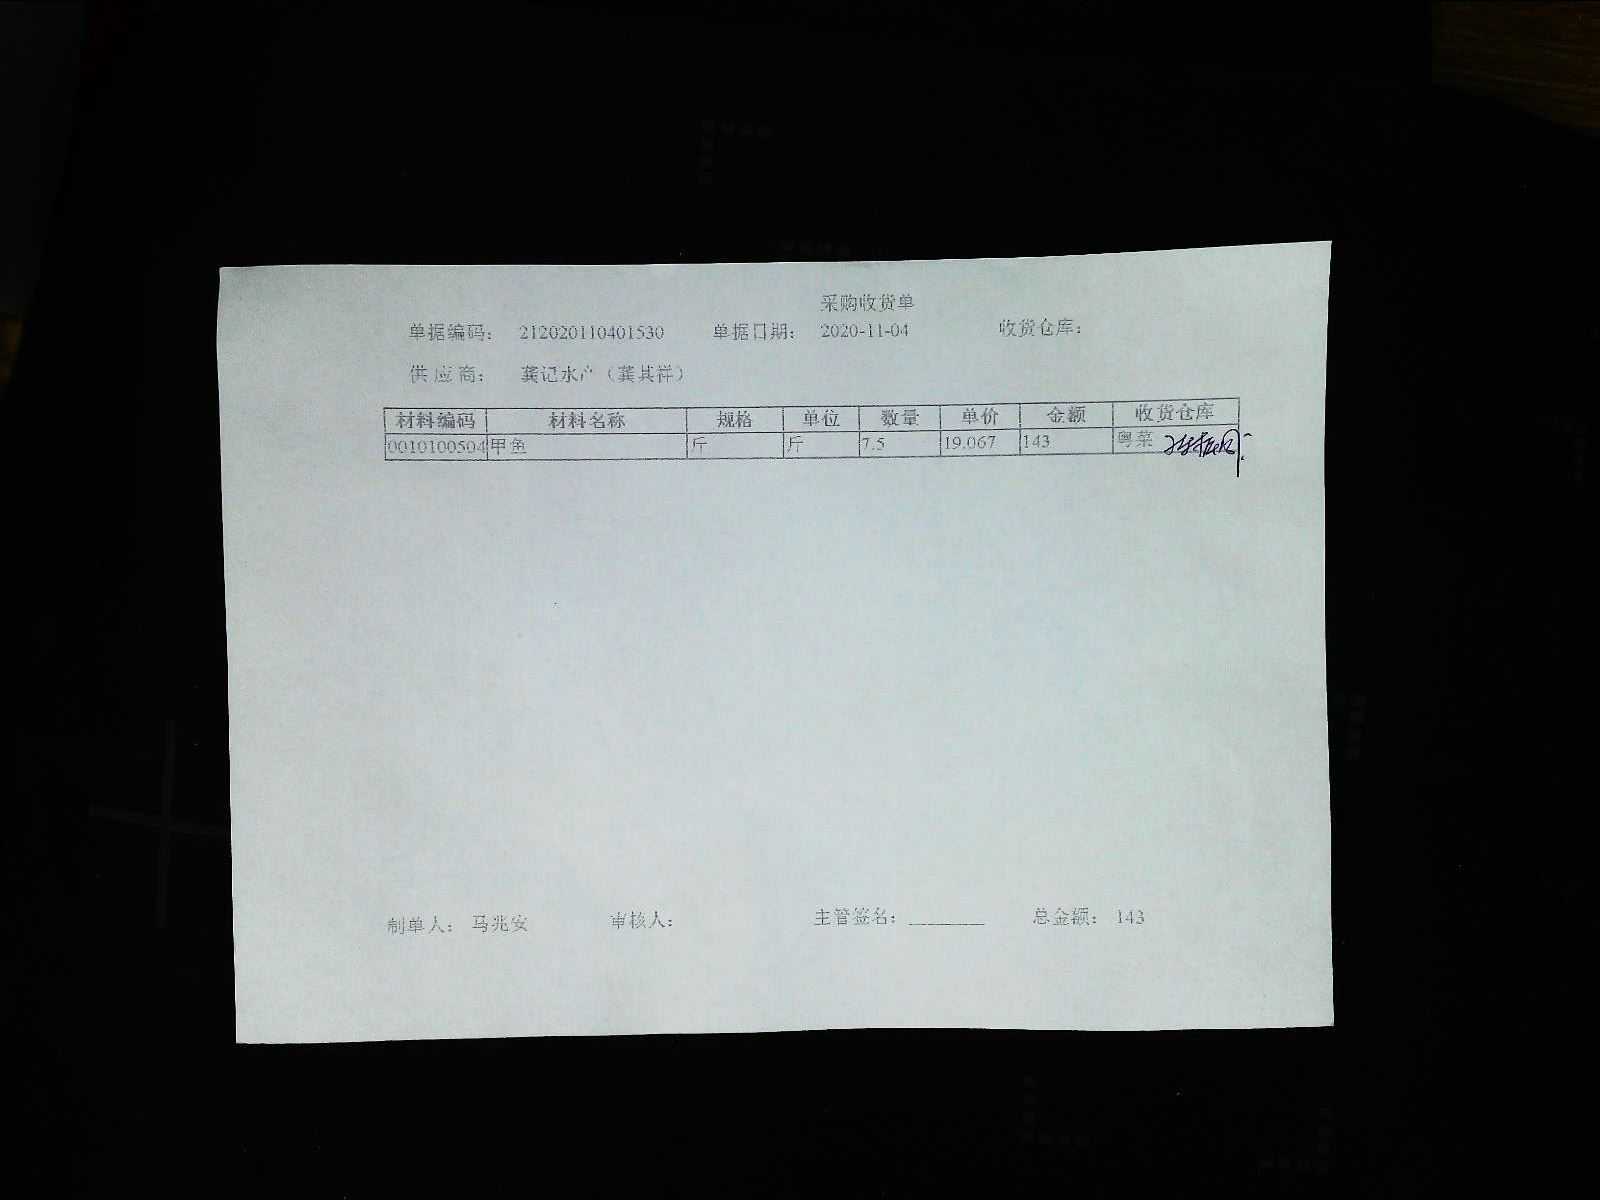 采购收货单
单据编码： 212020110401530 单据日期： 2020-11-04 收货仓库：
供应商： 龚记水产（龚其祥）
材料编码 材料名称 规格 单位 数量 单价 金额 收货仓库
0010100504 甲鱼 斤 斤 7.5 19.067 143 粤菜
制单人： 马兆安 审核人： 主管签名： 总金额： 143